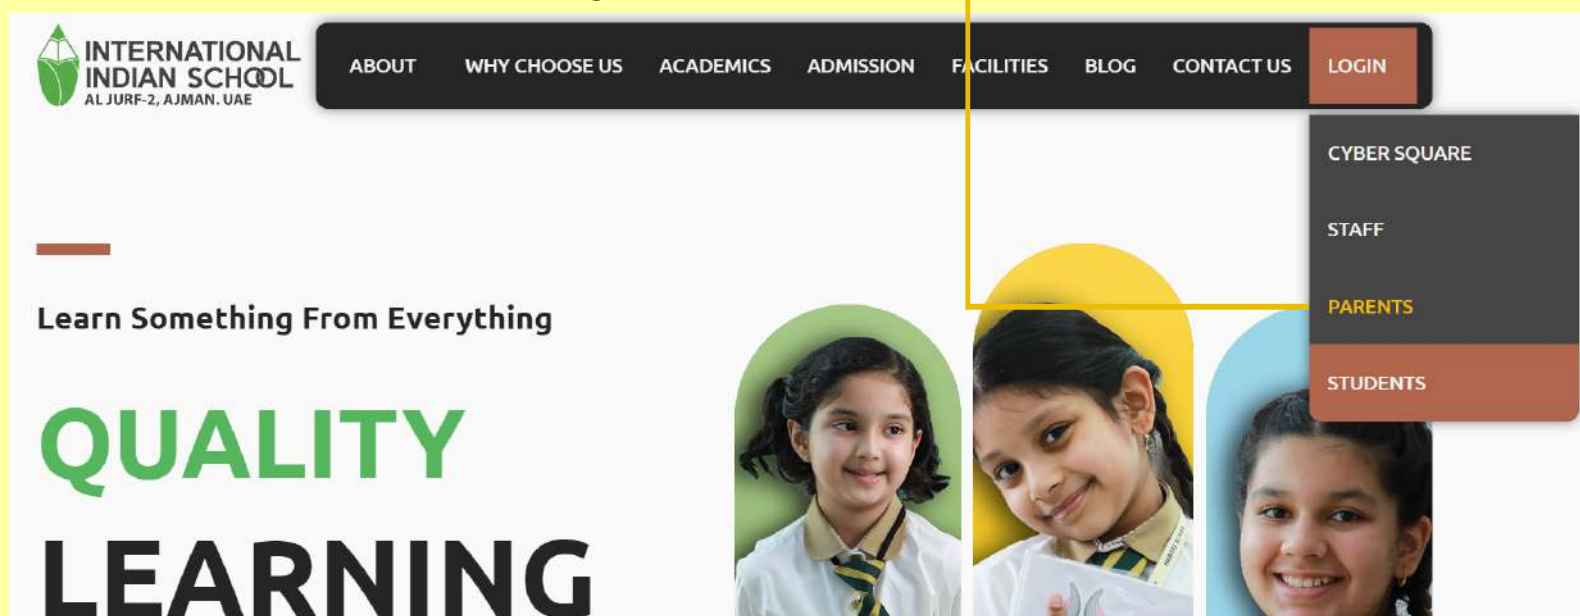 INTERNATIONAL
INDIAN SCHOOL
AL JURF-2, AJMAN. UAE
ABOUT WHY CHOOSE US ACADEMICS ADMISSION FACILITIES BLOG CONTACT US LOGIN
CYBER SQUARE
STAFF
PARENTS
STUDENTS
Learn Something From Everything
QUALITY
LEARNING